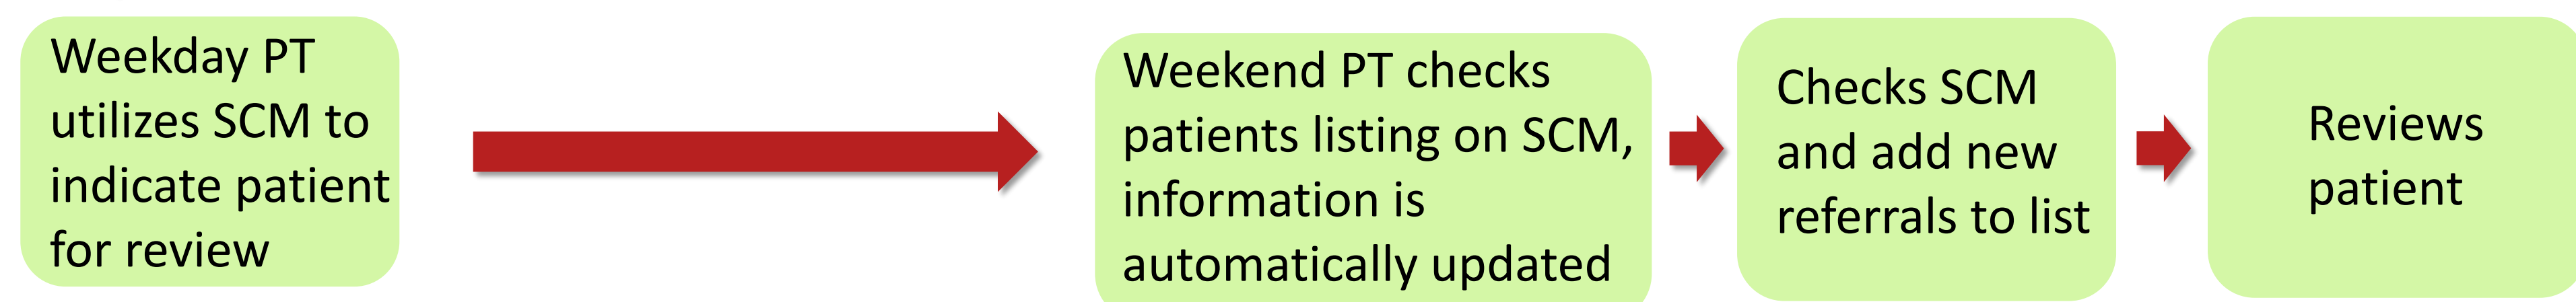 Weekday PT
utilizes SCM to
indicate patient
for review
Weekend PT checks
patients listing on SCM,
information is
automatically updated
Checks SCM
and add new
referrals to list
Reviews
patient